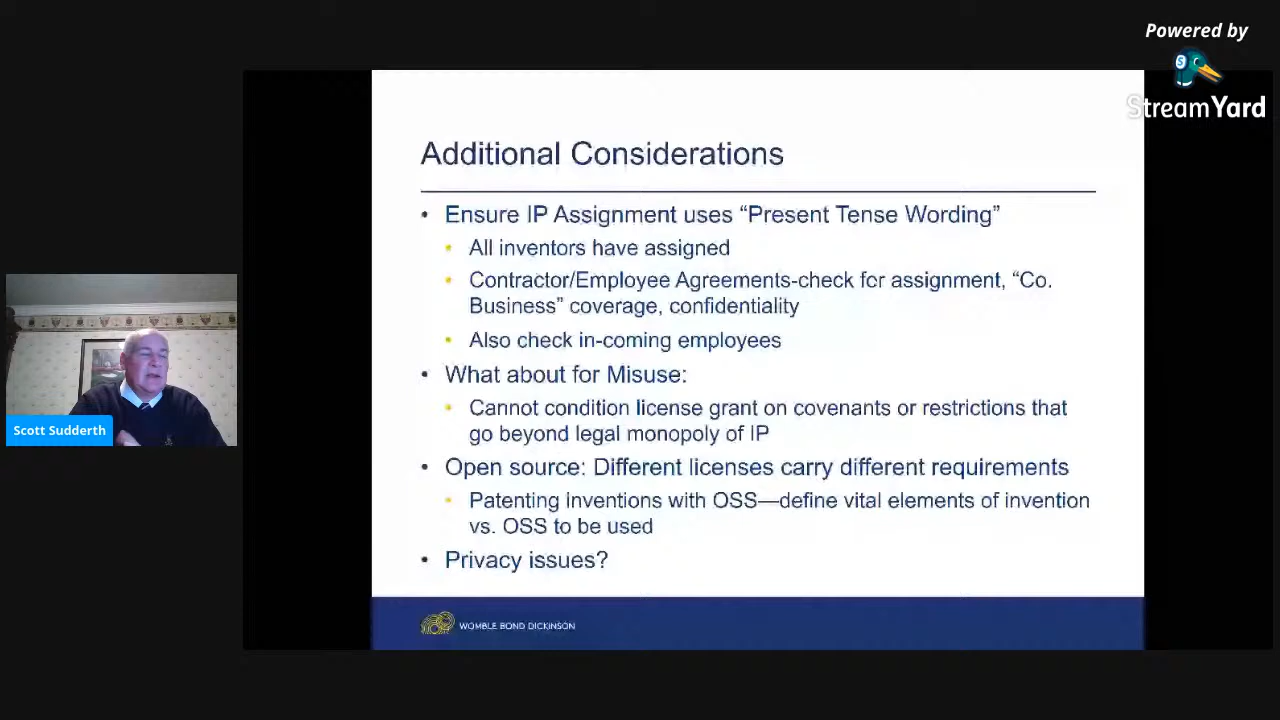 Powered by
StreamYard
Additional Considerations
• Ensure IP Assignment uses “Present Tense Wording”
• All inventors have assigned
• Contractor/Employee Agreements-check for assignment, “Co.
Business” coverage, confidentiality
• Also check in-coming employees
• What about for Misuse:
• Cannot condition license grant on covenants or restrictions that
go beyond legal monopoly of IP
• Open source: Different licenses carry different requirements
• Patenting inventions with OSS—define vital elements of invention
vs. OSS to be used
• Privacy issues?
Scott Sudderth
WOMBLE BOND DICKINSON